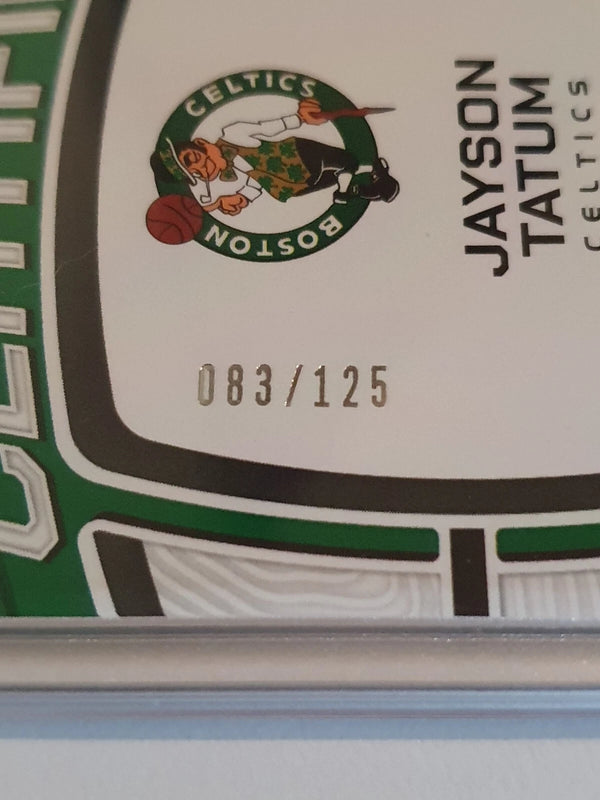 CELTICS
BOSTON
JAYSON
TATUM
CELTICS
083/125